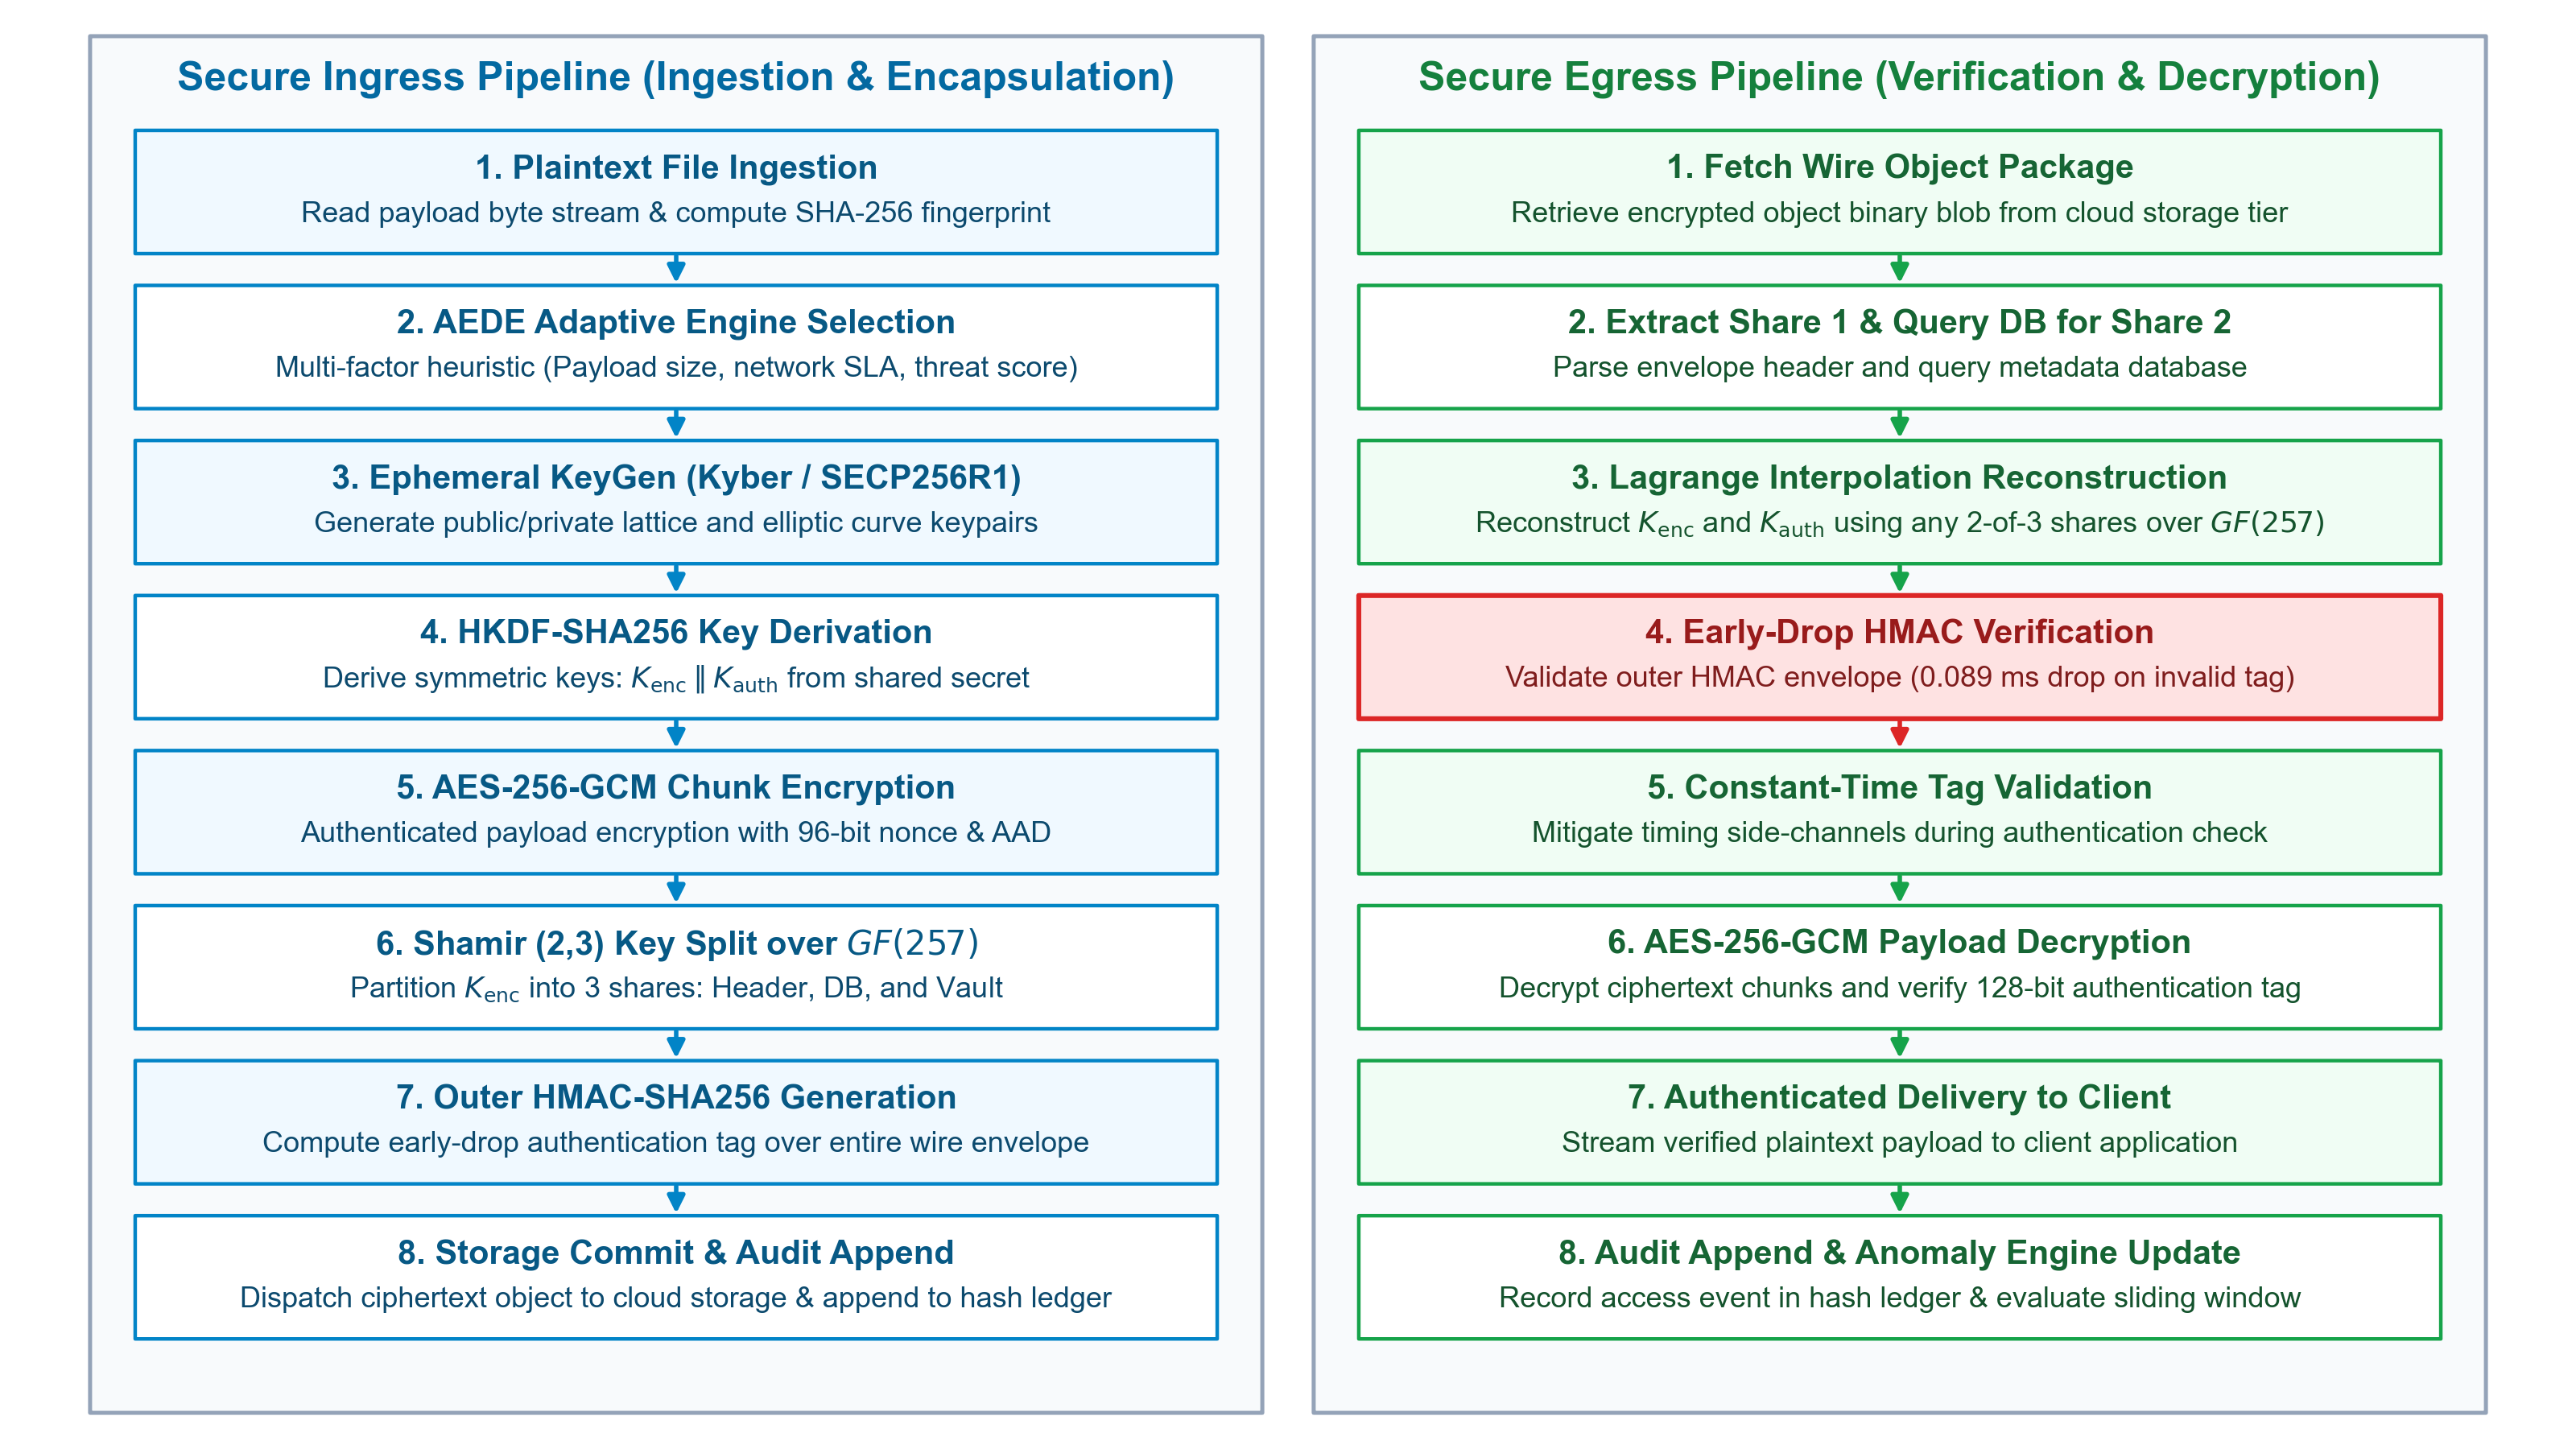 Secure Ingress Pipeline (Ingestion & Encapsulation)
1. Plaintext File Ingestion
Read payload byte stream & compute SHA-256 fingerprint
2. AEDE Adaptive Engine Selection
Multi-factor heuristic (Payload size, network SLA, threat score)
3. Ephemeral KeyGen (Kyber / SECP256R1)
Generate public/private lattice and elliptic curve keypairs
4. HKDF-SHA256 Key Derivation
Derive symmetric keys: K_enc ∥ K_auth from shared secret
5. AES-256-GCM Chunk Encryption
Authenticated payload encryption with 96-bit nonce & AAD
6. Shamir (2,3) Key Split over GF(257)
Partition K_enc into 3 shares: Header, DB, and Vault
7. Outer HMAC-SHA256 Generation
Compute early-drop authentication tag over entire wire envelope
8. Storage Commit & Audit Append
Dispatch ciphertext object to cloud storage & append to hash ledger
Secure Egress Pipeline (Verification & Decryption)
1. Fetch Wire Object Package
Retrieve encrypted object binary blob from cloud storage tier
2. Extract Share 1 & Query DB for Share 2
Parse envelope header and query metadata database
3. Lagrange Interpolation Reconstruction
Reconstruct K_enc and K_auth using any 2-of-3 shares over GF(257)
4. Early-Drop HMAC Verification
Validate outer HMAC envelope (0.089 ms drop on invalid tag)
5. Constant-Time Tag Validation
Mitigate timing side-channels during authentication check
6. AES-256-GCM Payload Decryption
Decrypt ciphertext chunks and verify 128-bit authentication tag
7. Authenticated Delivery to Client
Stream verified plaintext payload to client application
8. Audit Append & Anomaly Engine Update
Record access event in hash ledger & evaluate sliding window